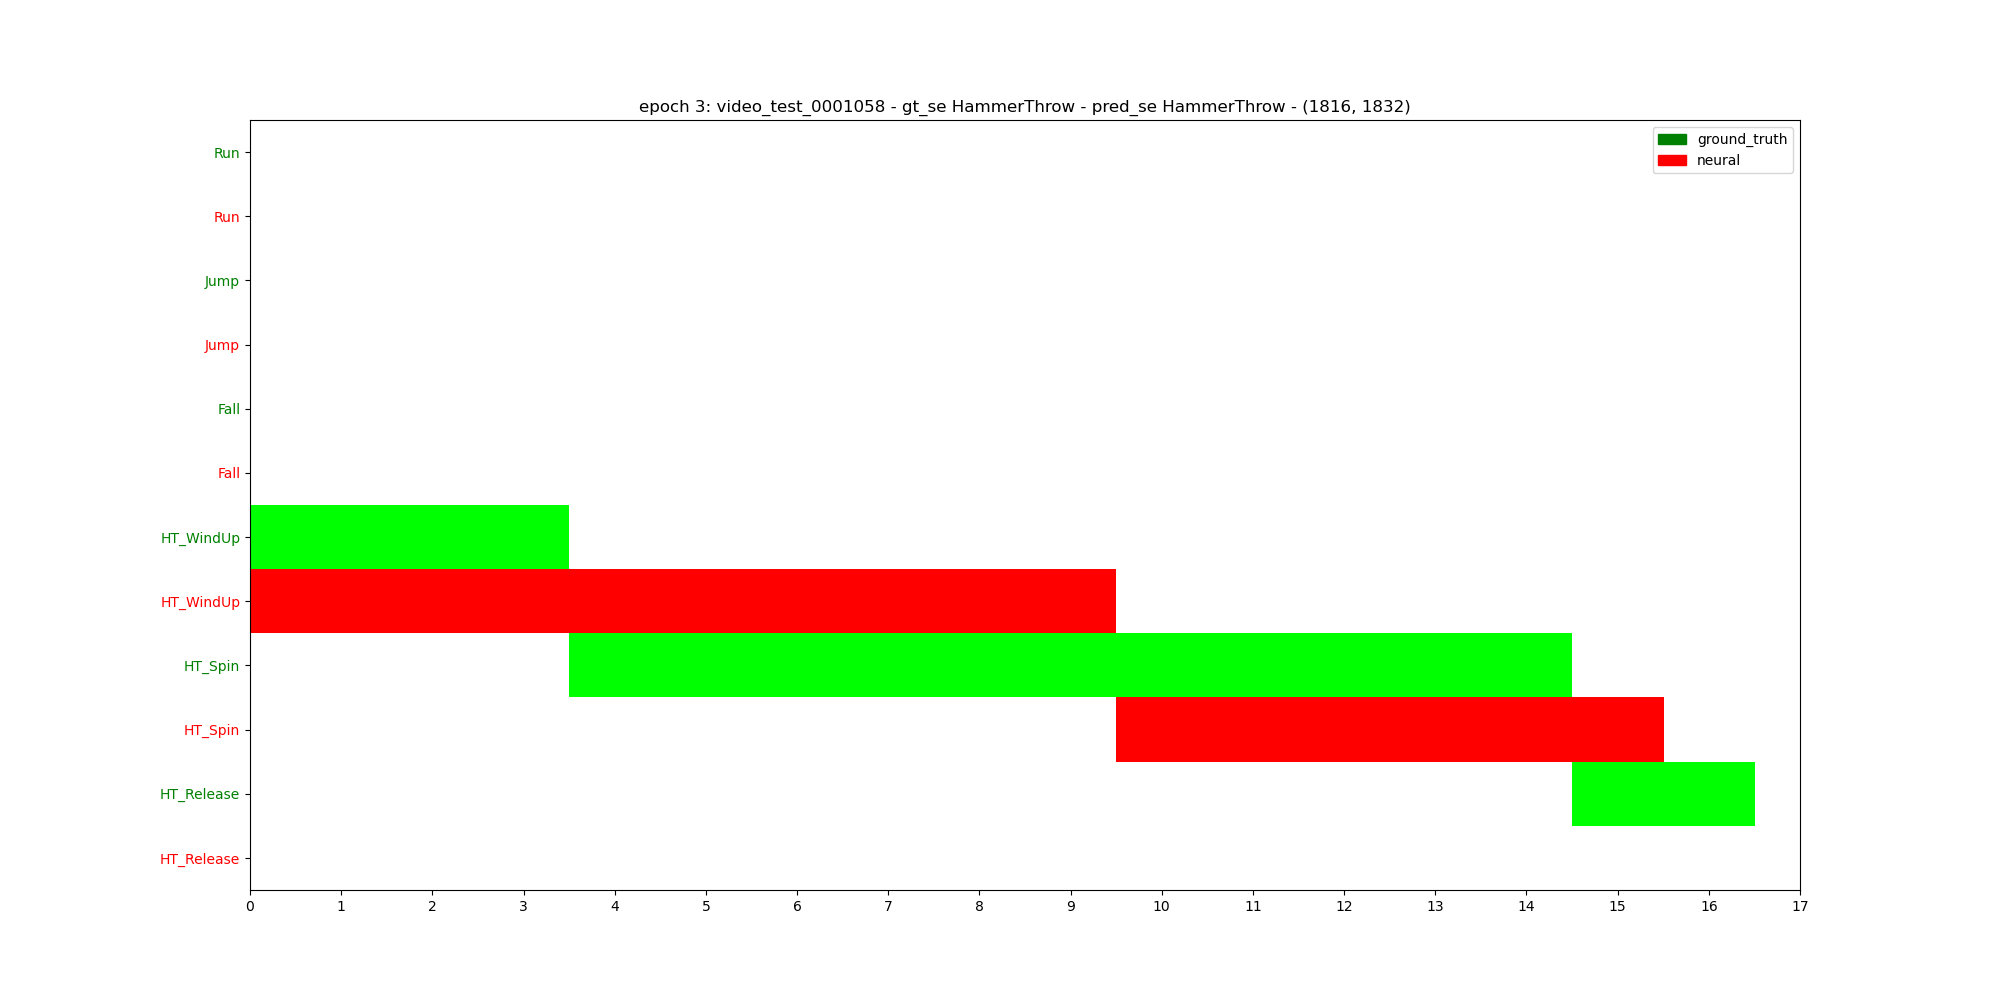 epoch 3: video_test_0001058 - gt_se HammerThrow - pred_se HammerThrow - (1816, 1832)
ground_truth
neural
Run
Run
Jump
Jump
Fall
Fall
HT_WindUp
HT_WindUp
HT_Spin
HT_Spin
HT_Release
HT_Release
0 1 2 3 4 5 6 7 8 9 10 11 12 13 14 15 16 17